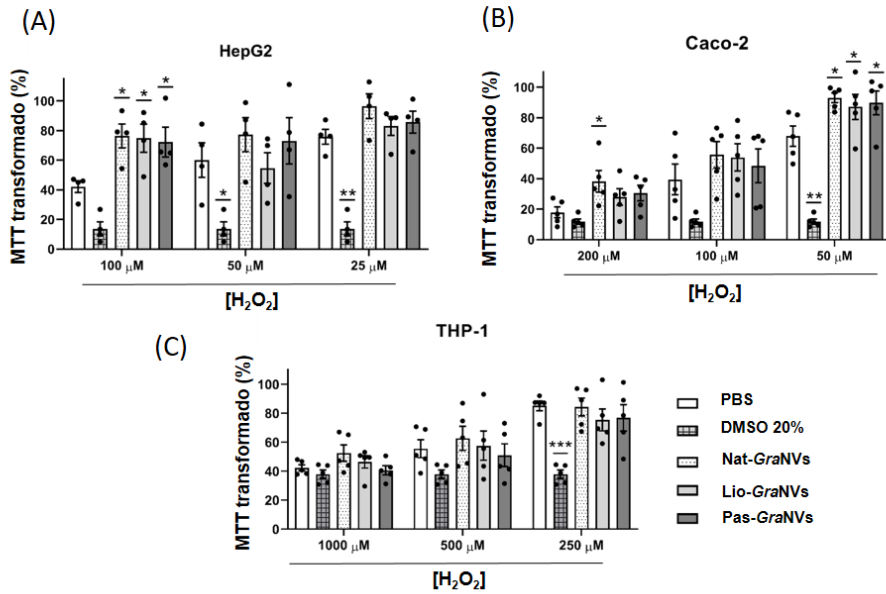 (A)
HepG2
MTT transformado (%)
100
80
60
40
20
0
* * *
*
**
100 μM 50 μM 25 μM
[H₂O₂]
(B)
Caco-2
MTT transformado (%)
100
80
60
40
20
0
*
**
* * *
200 μM 100 μM 50 μM
[H₂O₂]
(C)
THP-1
MTT transformado (%)
100
80
60
40
20
0
***
1000 μM 500 μM 250 μM
[H₂O₂]
PBS
DMSO 20%
Nat-GraNVs
Lio-GraNVs
Pas-GraNVs